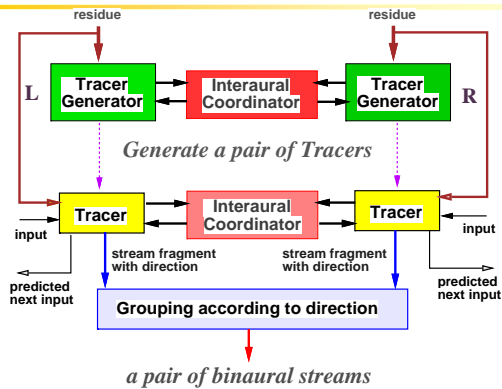 residue residue
L Tracer Generator Interaural Coordinator Tracer Generator R
Generate a pair of Tracers
Tracer Interaural Coordinator Tracer
input input
stream fragment with direction stream fragment with direction
predicted next input predicted next input
Grouping according to direction
a pair of binaural streams